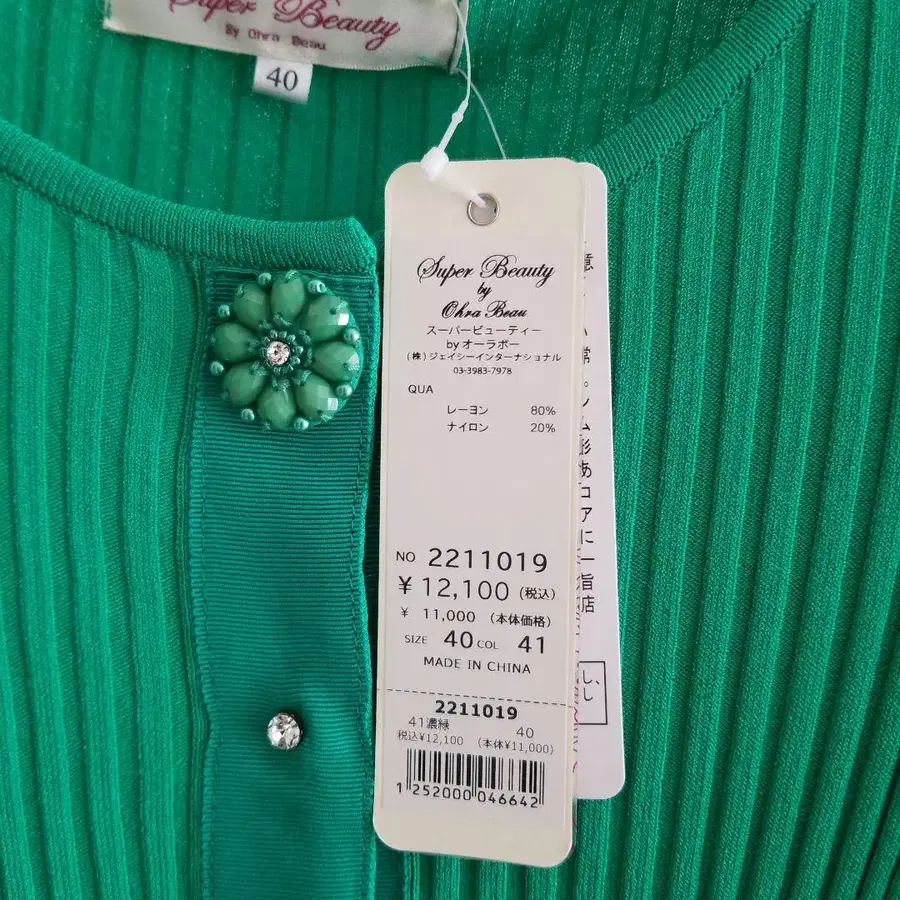 Super Beauty
By Ohra Beau
40
Super Beauty
by
Ohra Beau
スーパービューティー
by オーラボー
(株)ジェイシーインターナショナル
03-3983-7978
QUA
レーヨン 80%
ナイロン 20%
NO 2211019
¥12,100 (税込)
¥ 11,000 (本体価格)
SIZE 40 COL 41
MADE IN CHINA
2211019
41濃緑 40
税込¥12,100 (本体¥11,000)
1 252000 046642